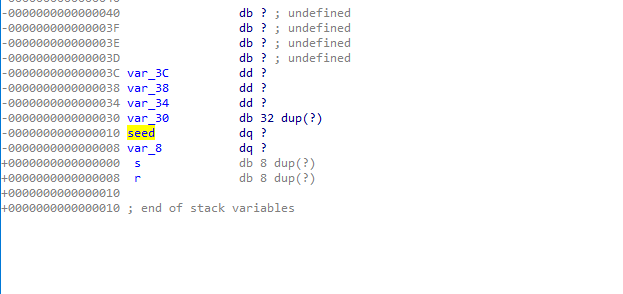 -0000000000000040 db ? ; undefined
-000000000000003F db ? ; undefined
-000000000000003E db ? ; undefined
-000000000000003D db ? ; undefined
-000000000000003C var_3C dd ?
-0000000000000038 var_38 dd ?
-0000000000000034 var_34 dd ?
-0000000000000030 var_30 db 32 dup(?)
-0000000000000010 seed dq ?
-0000000000000008 var_8 dq ?
+0000000000000000 s db 8 dup(?)
+0000000000000008 r db 8 dup(?)
+0000000000000010
+0000000000000010 ; end of stack variables